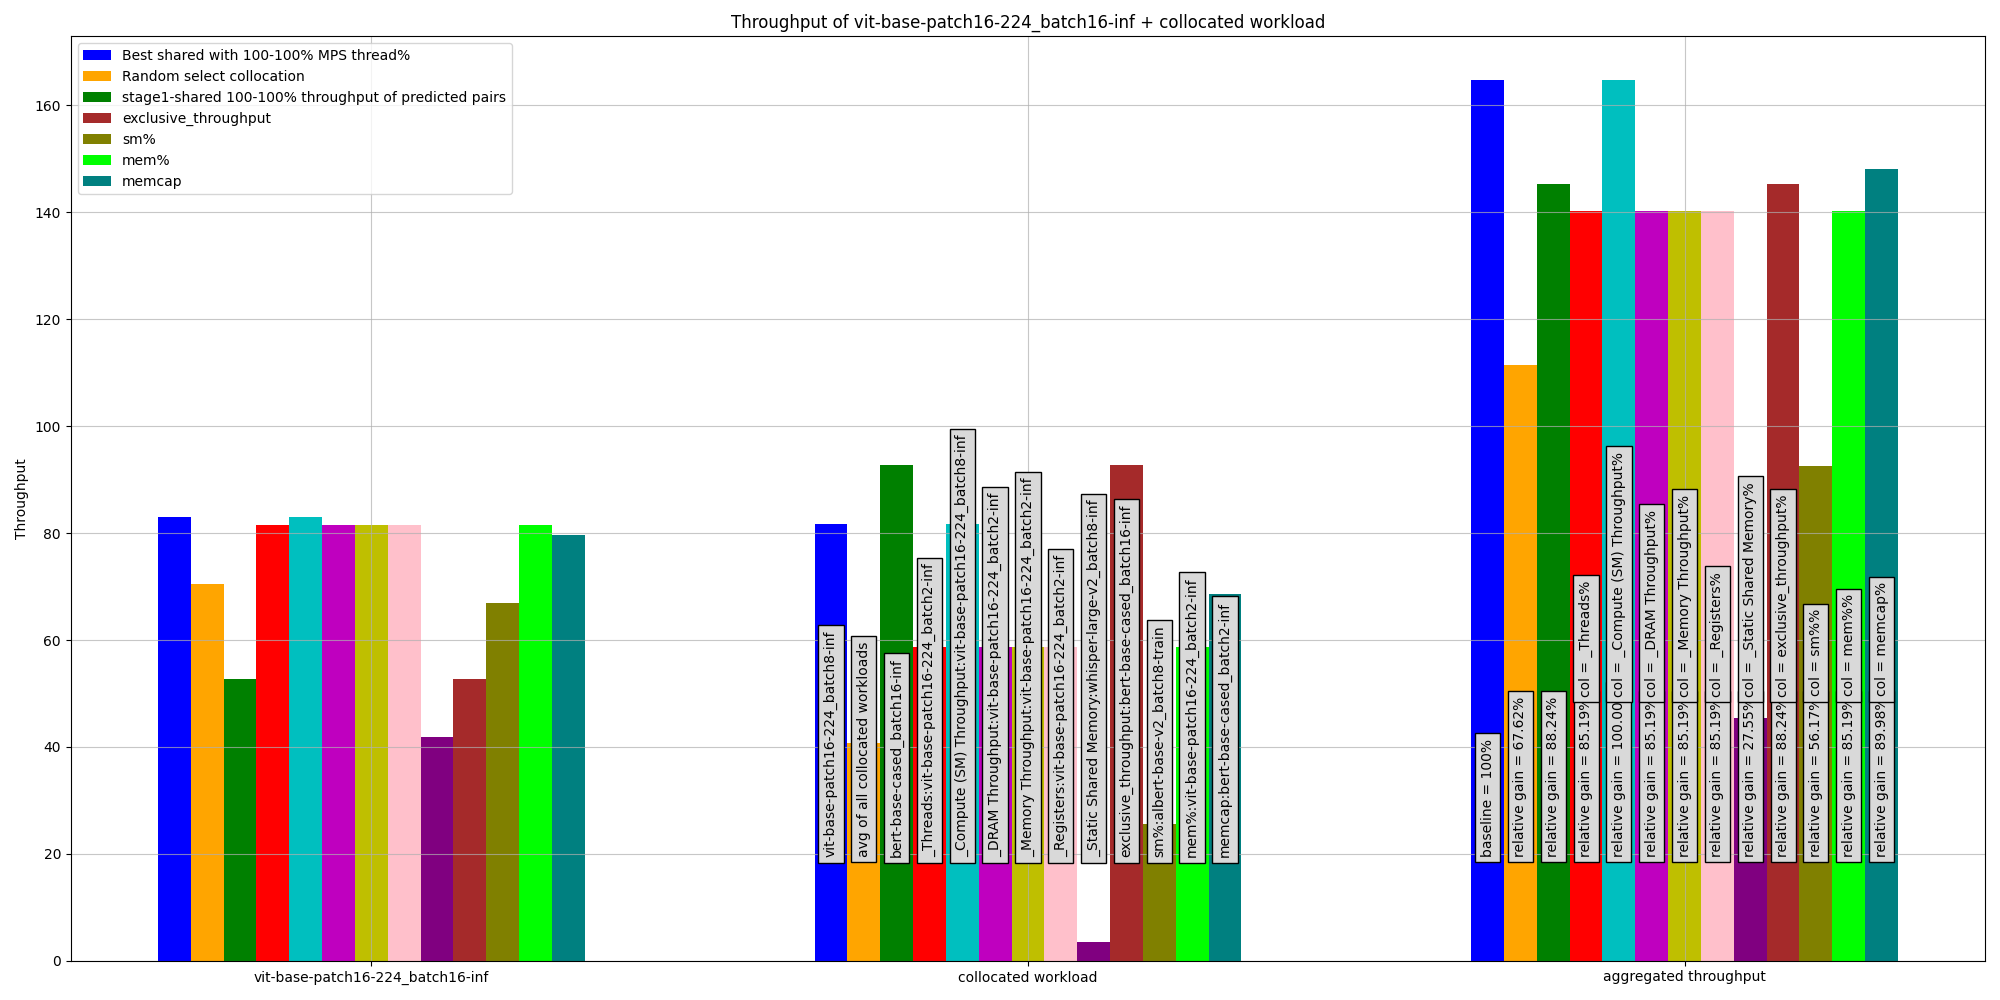 Throughput of vit-base-patch16-224_batch16-inf + collocated workload
Best shared with 100-100% MPS thread%
Random select collocation
stage1-shared 100-100% throughput of predicted pairs
exclusive_throughput
sm%
mem%
memcap
Throughput
160
140
120
100
80
60
40
20
0
vit-base-patch16-224_batch8-inf
avg of all collocated workloads
bert-base-cased_batch16-inf
_Threads:vit-base-patch16-224_batch2-inf
_Compute (SM) Throughput:vit-base-patch16-224_batch8-inf
_DRAM Throughput:vit-base-patch16-224_batch2-inf
_Memory Throughput:vit-base-patch16-224_batch2-inf
_Registers:vit-base-patch16-224_batch2-inf
_Static Shared Memory:whisper-large-v2_batch8-inf
exclusive_throughput:bert-base-cased_batch16-inf
sm%:albert-base-v2_batch8-train
mem%:vit-base-patch16-224_batch2-inf
memcap:bert-base-cased_batch2-inf
baseline = 100%
relative gain = 67.62%
relative gain = 88.24%
relative gain = 85.19%
col = _Threads%
relative gain = 100.00
col = _Compute (SM) Throughput%
relative gain = 85.19%
col = _DRAM Throughput%
relative gain = 85.19%
col = _Memory Throughput%
relative gain = 85.19%
col = _Registers%
relative gain = 27.55%
col = _Static Shared Memory%
relative gain = 88.24%
col = exclusive_throughput%
relative gain = 56.17%
col = sm%%
relative gain = 85.19%
col = mem%%
relative gain = 89.98%
col = memcap%
vit-base-patch16-224_batch16-inf
collocated workload
aggregated throughput